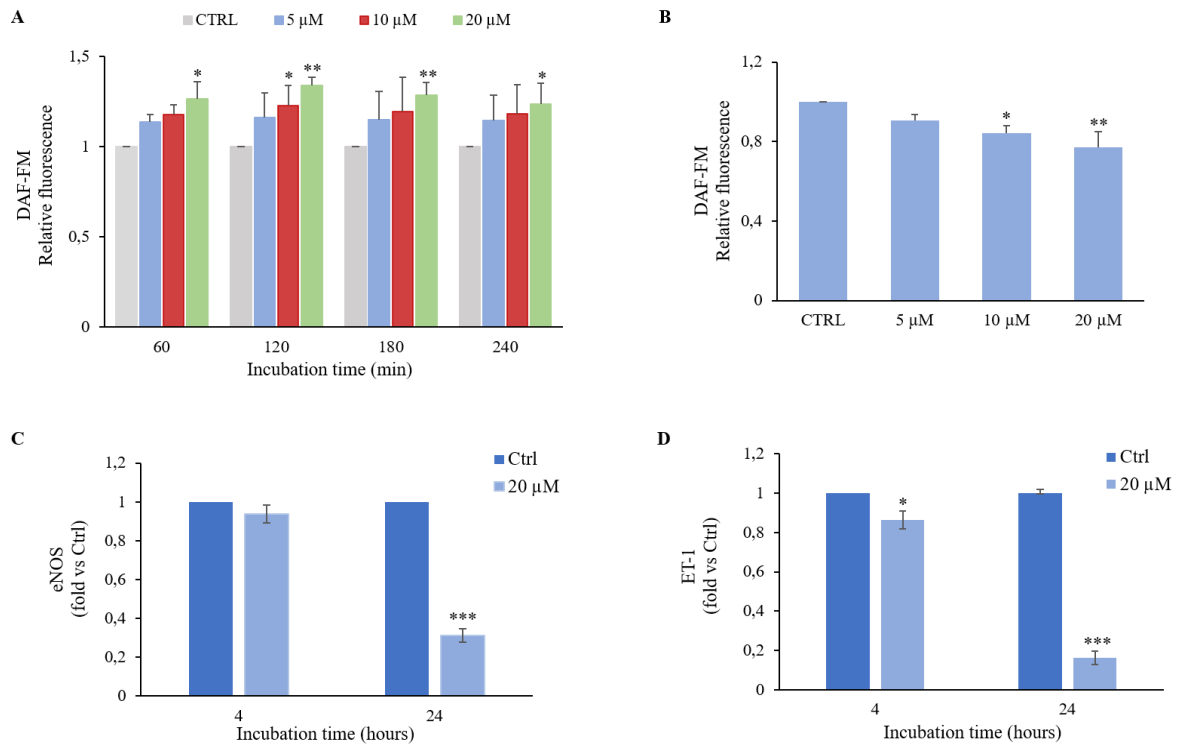 A
CTRL 5 µM 10 µM 20 µM
1,5
1
0,5
0
DAF-FM
Relative fluorescence
* * ** ** *
60 120 180 240
Incubation time (min)
B
1,2
0,8
0,4
0
DAF-FM
Relative fluorescence
* **
CTRL 5 µM 10 µM 20 µM
C
Ctrl
20 µM
1,2
1
0,8
0,6
0,4
0,2
0
eNOS
(fold vs Ctrl)
***
4 24
Incubation time (hours)
D
Ctrl
20 µM
1,2
1
0,8
0,6
0,4
0,2
0
ET-1
(fold vs Ctrl)
* ***
4 24
Incubation time (hours)